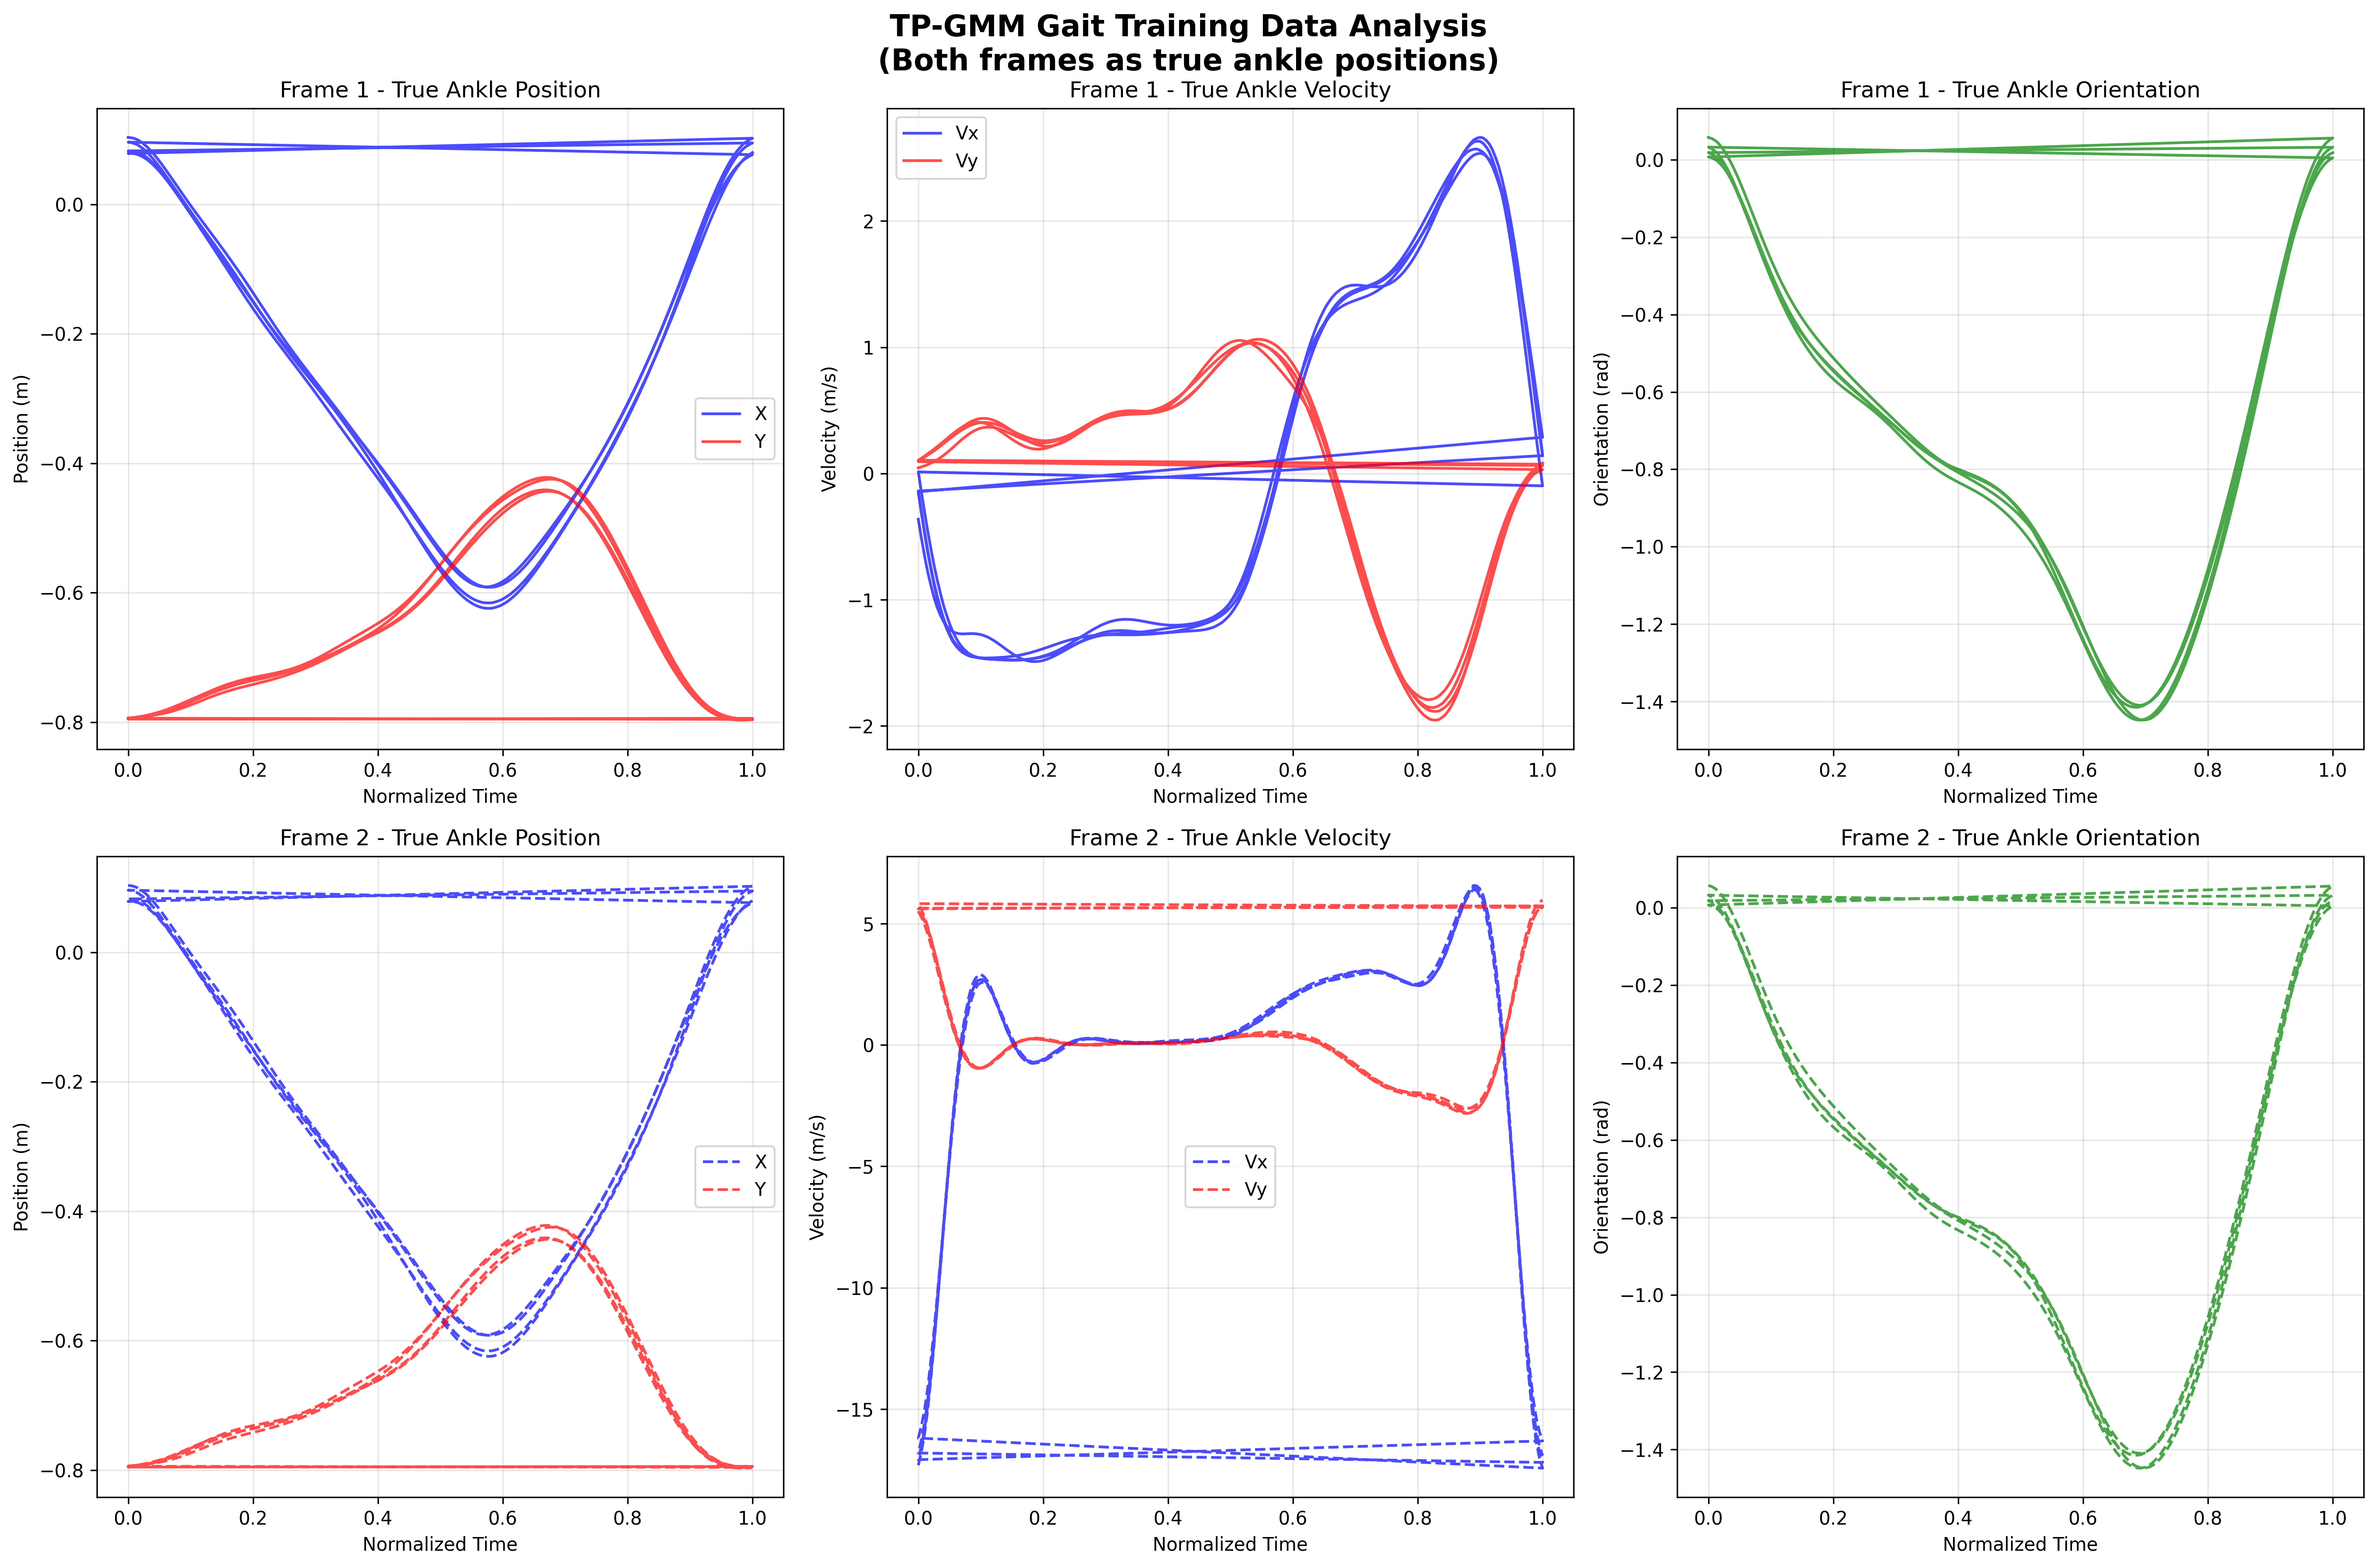 TP-GMM Gait Training Data Analysis
(Both frames as true ankle positions)
Frame 1 - True Ankle Position
Position (m)
0.0
−0.2
−0.4
−0.6
−0.8
X
Y
0.0 0.2 0.4 0.6 0.8 1.0
Normalized Time
Frame 1 - True Ankle Velocity
Velocity (m/s)
Vx
Vy
2
1
0
−1
−2
0.0 0.2 0.4 0.6 0.8 1.0
Normalized Time
Frame 1 - True Ankle Orientation
Orientation (rad)
0.0
−0.2
−0.4
−0.6
−0.8
−1.0
−1.2
−1.4
0.0 0.2 0.4 0.6 0.8 1.0
Normalized Time
Frame 2 - True Ankle Position
Position (m)
0.0
−0.2
−0.4
−0.6
−0.8
X
Y
0.0 0.2 0.4 0.6 0.8 1.0
Normalized Time
Frame 2 - True Ankle Velocity
Velocity (m/s)
5
0
−5
−10
−15
Vx
Vy
0.0 0.2 0.4 0.6 0.8 1.0
Normalized Time
Frame 2 - True Ankle Orientation
Orientation (rad)
0.0
−0.2
−0.4
−0.6
−0.8
−1.0
−1.2
−1.4
0.0 0.2 0.4 0.6 0.8 1.0
Normalized Time